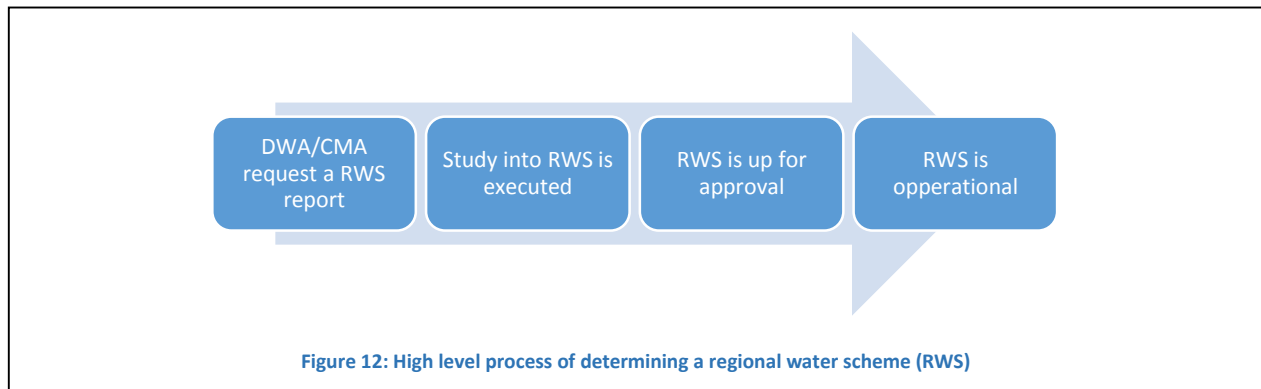 DWA/CMA
request a RWS
report
Study into RWS is
executed
RWS is up for
approval
RWS is
opperational
Figure 12: High level process of determining a regional water scheme (RWS)